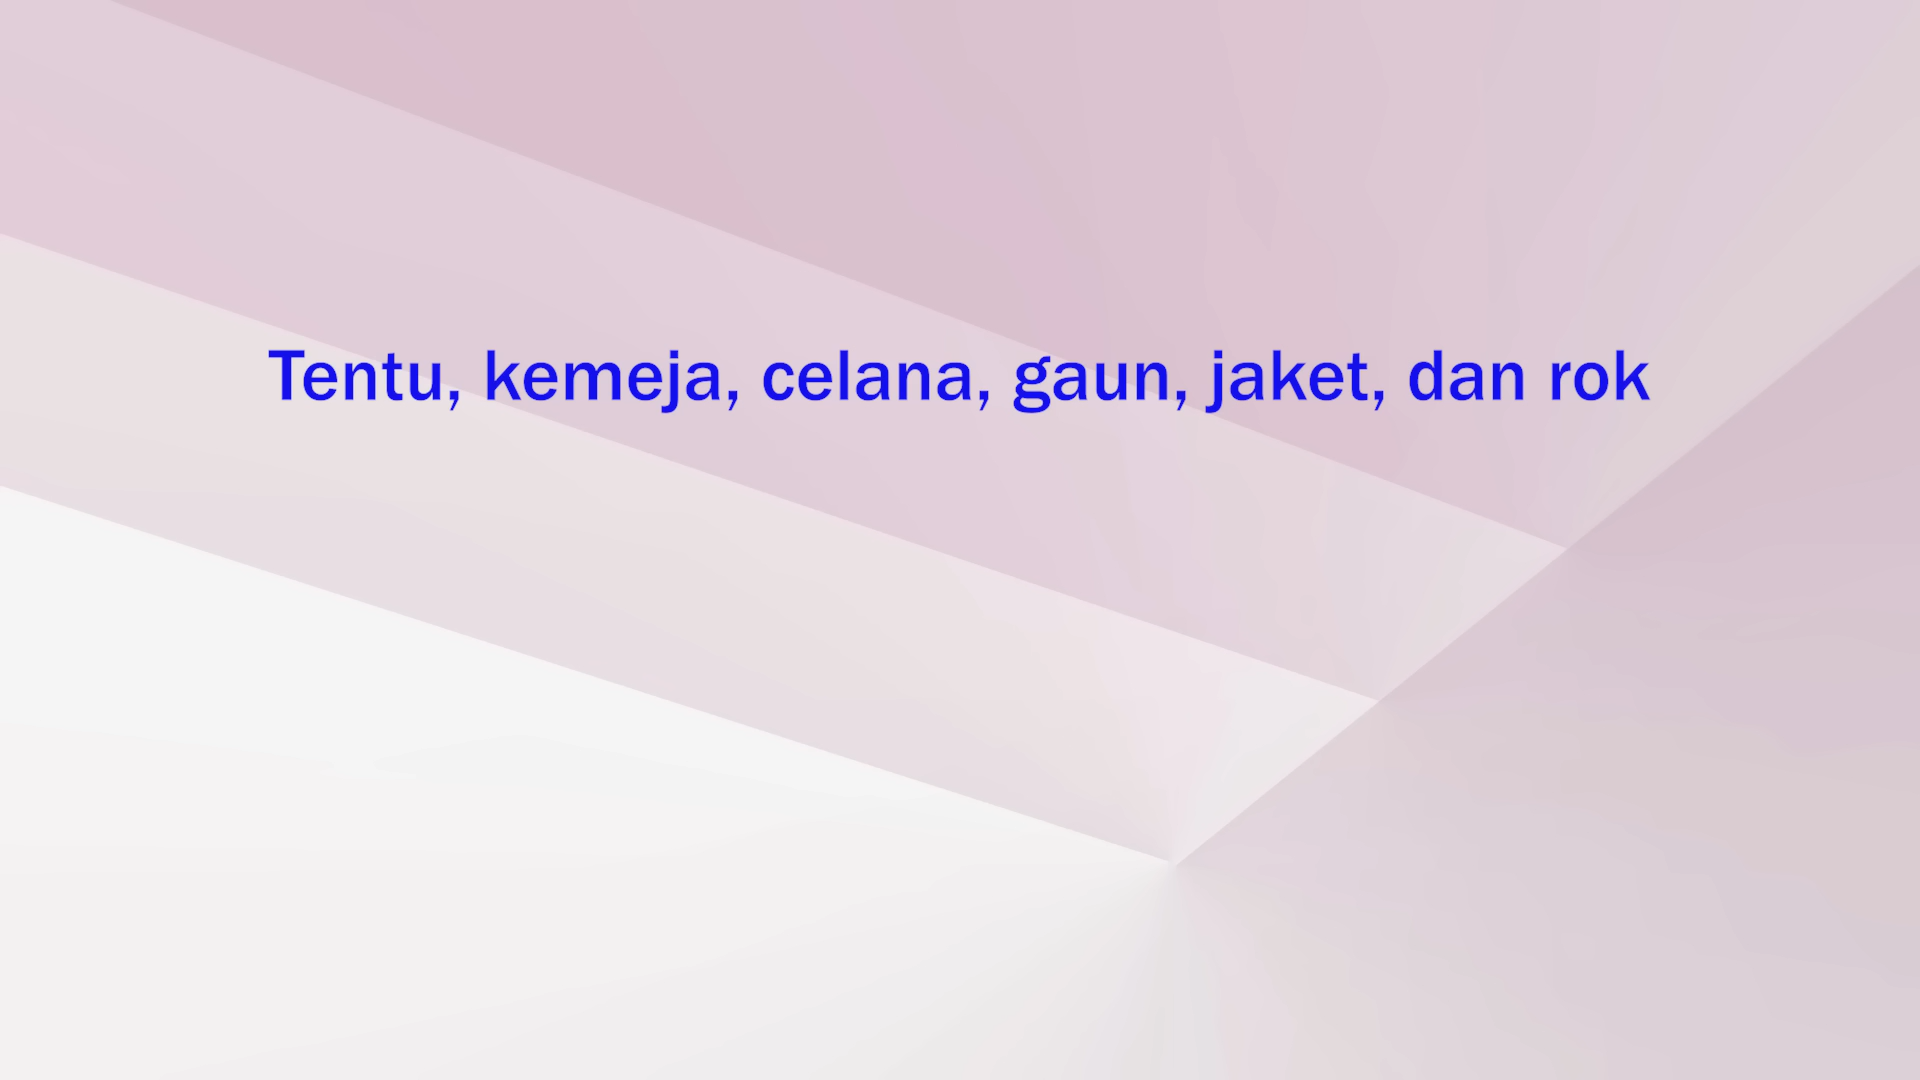 Tentu, kemeja, celana, gaun, jaket, dan rok